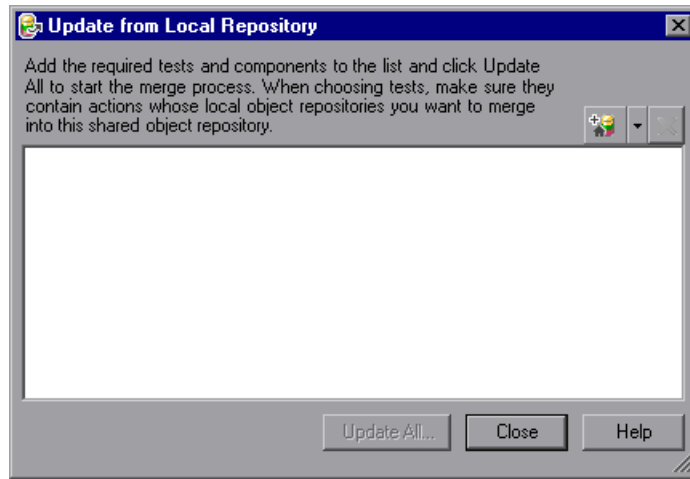 Update from Local Repository
Add the required tests and components to the list and click Update
All to start the merge process. When choosing tests, make sure they
contain actions whose local object repositories you want to merge
into this shared object repository.
Update All...
Close
Help